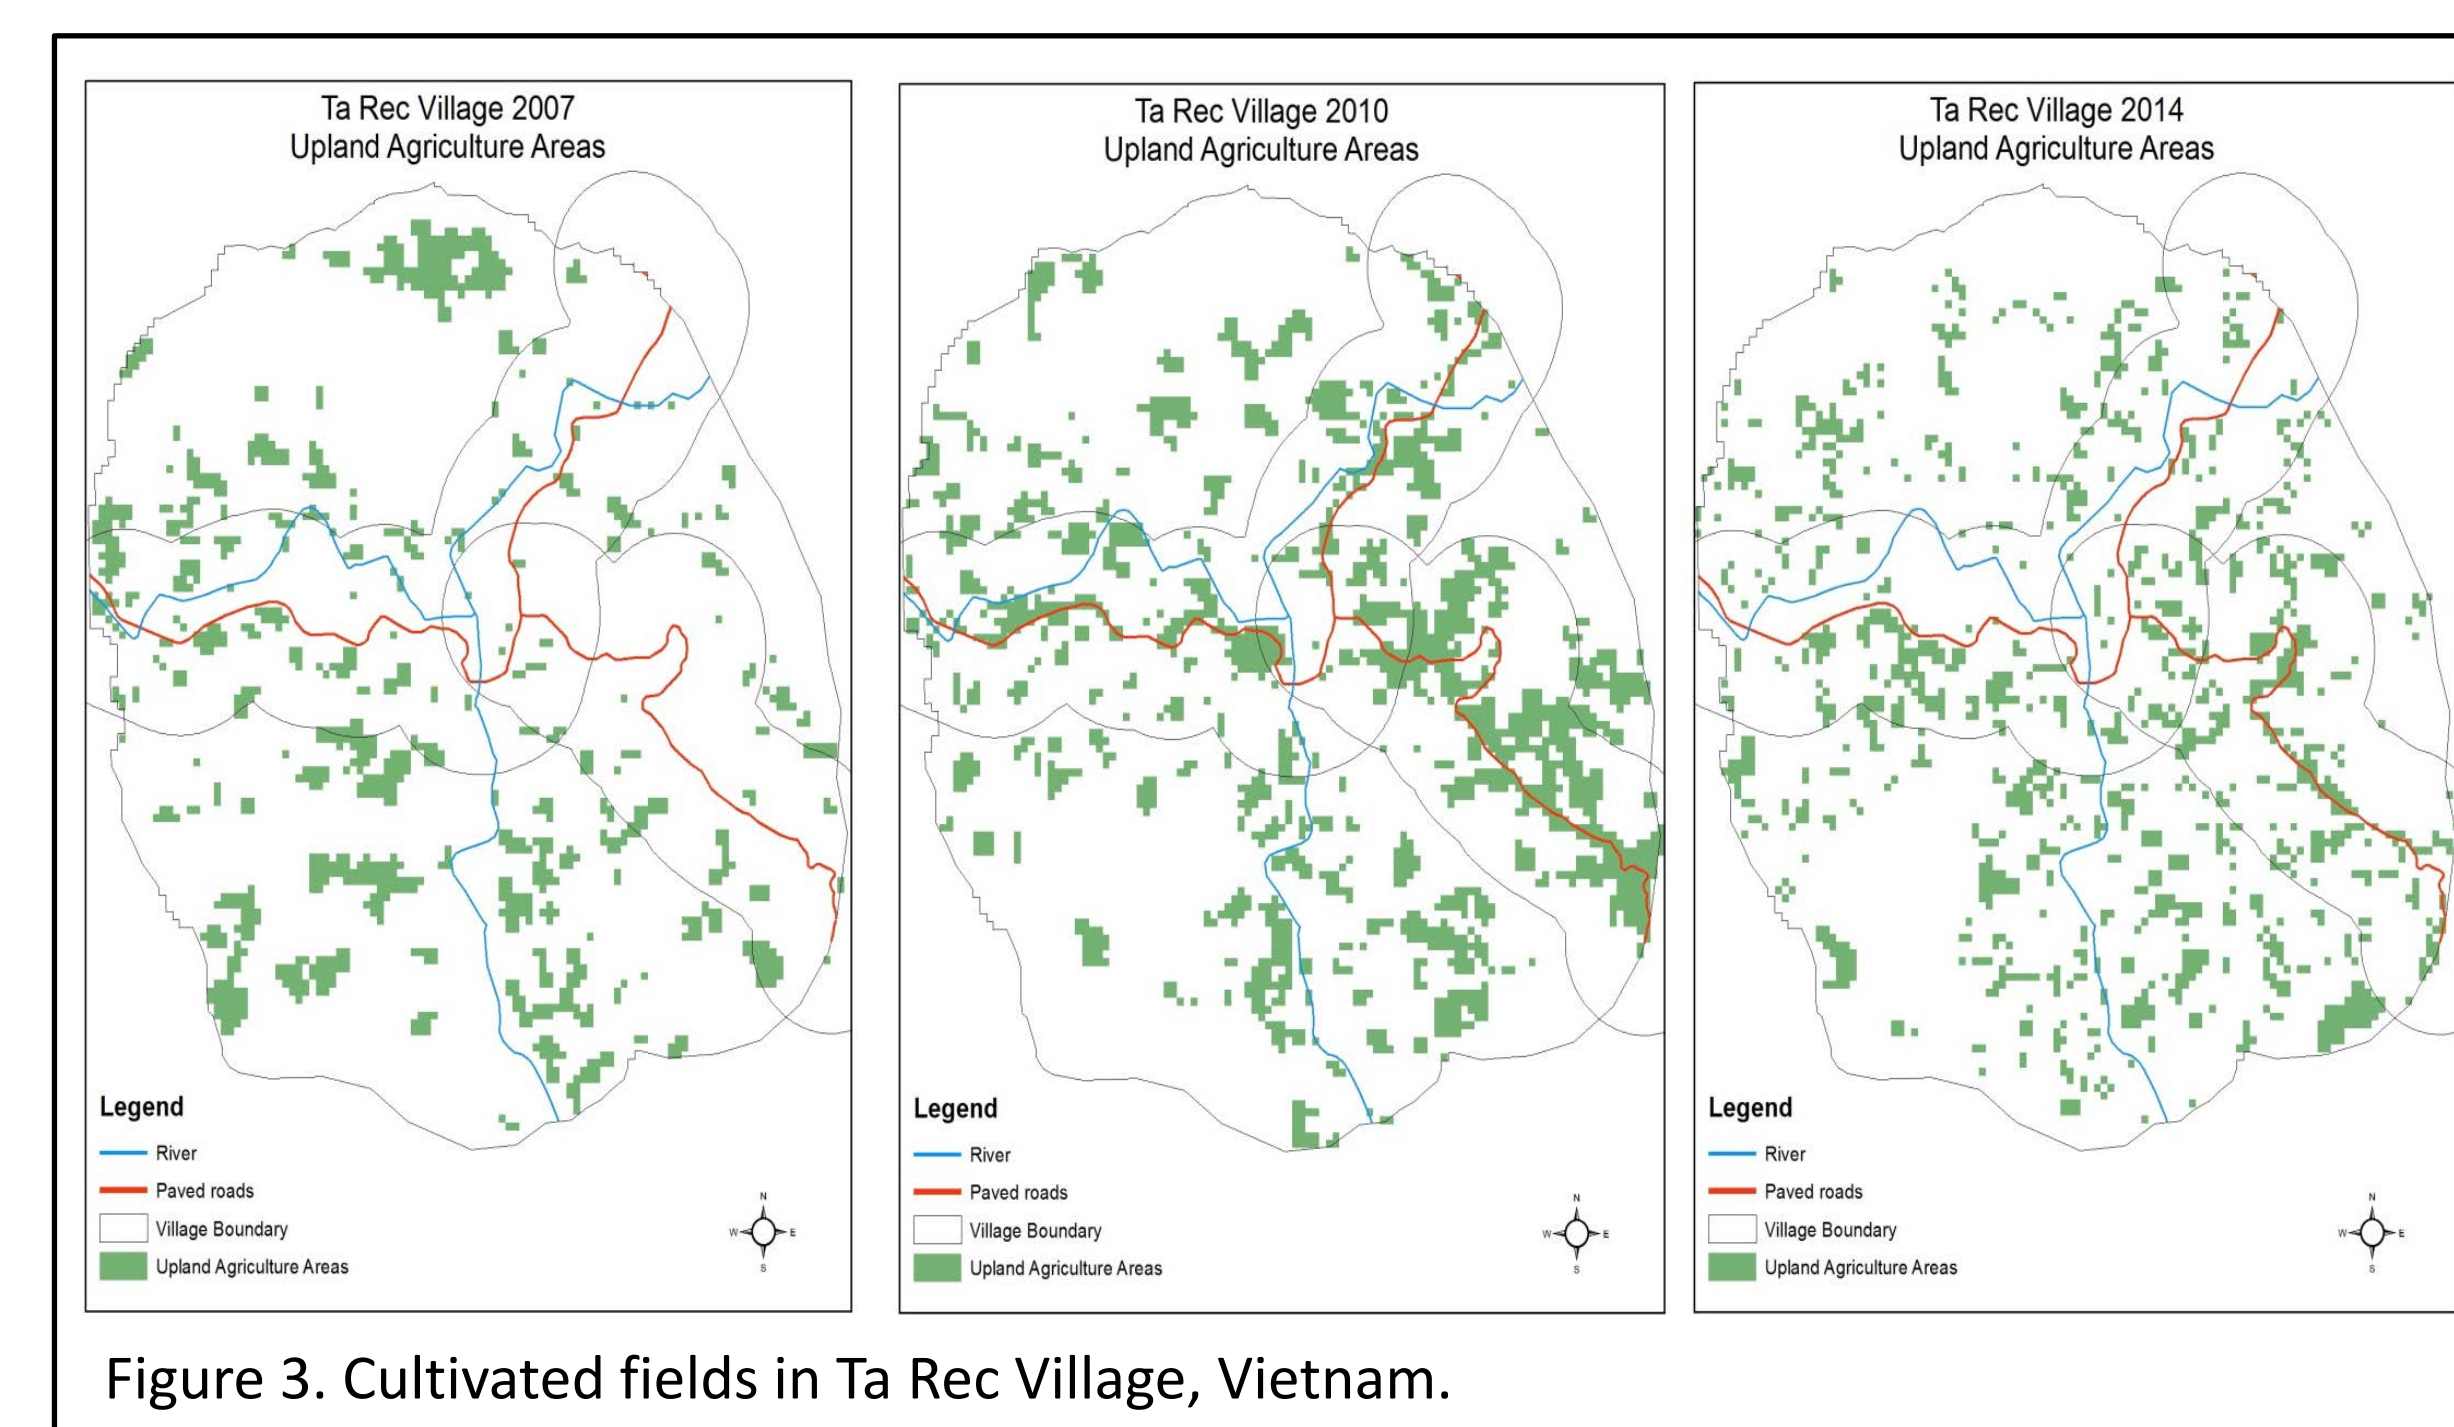 Ta Rec Village 2007
Upland Agriculture Areas
Legend
River
Paved roads
Village Boundary
Upland Agriculture Areas
N
W E
S
Ta Rec Village 2010
Upland Agriculture Areas
Legend
River
Paved roads
Village Boundary
Upland Agriculture Areas
N
W E
S
Ta Rec Village 2014
Upland Agriculture Areas
Legend
River
Paved roads
Village Boundary
Upland Agriculture Areas
N
W E
S
Figure 3. Cultivated fields in Ta Rec Village, Vietnam.